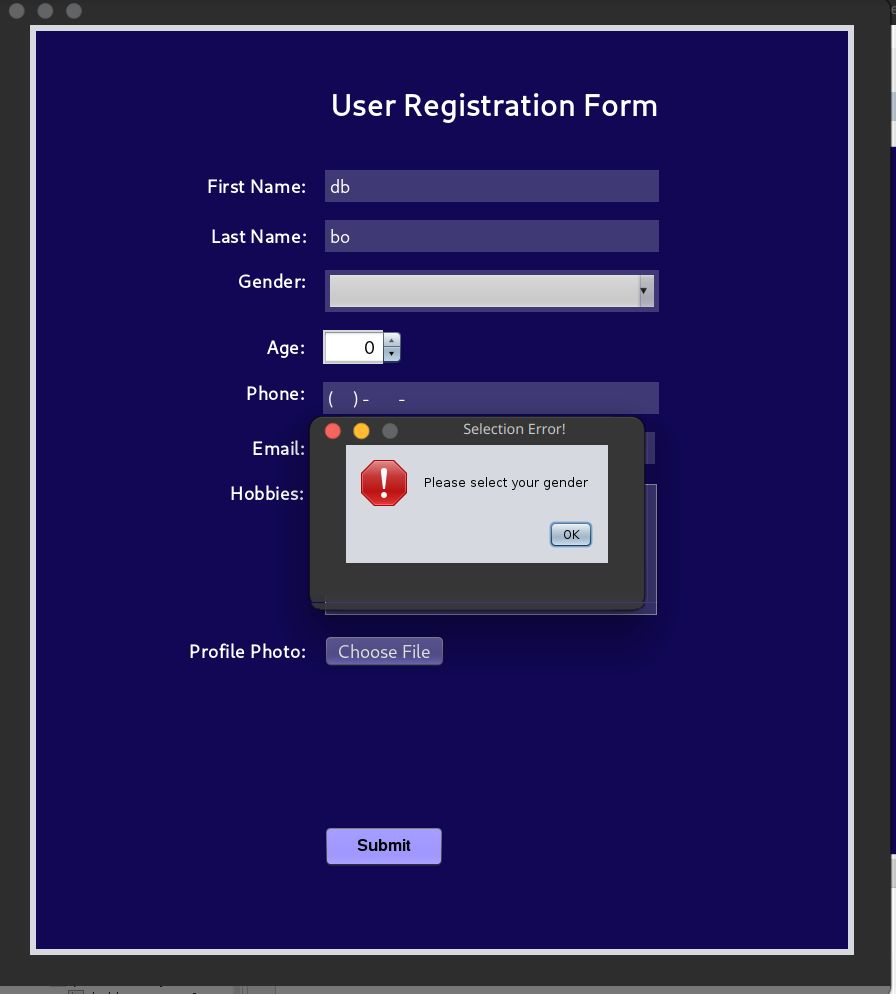 User Registration Form
First Name: db
Last Name: bo
Gender:
Age: 0
Phone: ( ) - -
Email:
Selection Error!
Please select your gender
OK
Hobbies:
Profile Photo: Choose File
Submit